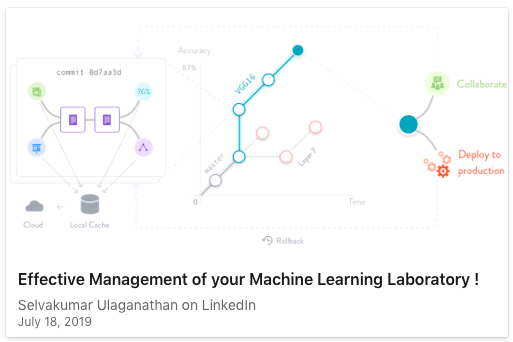 Accuracy
87%
commit 8d7aa3d
76%
VGG16
Collaborate
master
Layer 7
Deploy to
production
0
Time
Cloud
Local Cache
Rollback
Effective Management of your Machine Learning Laboratory !
Selvakumar Ulaganathan on LinkedIn
July 18, 2019